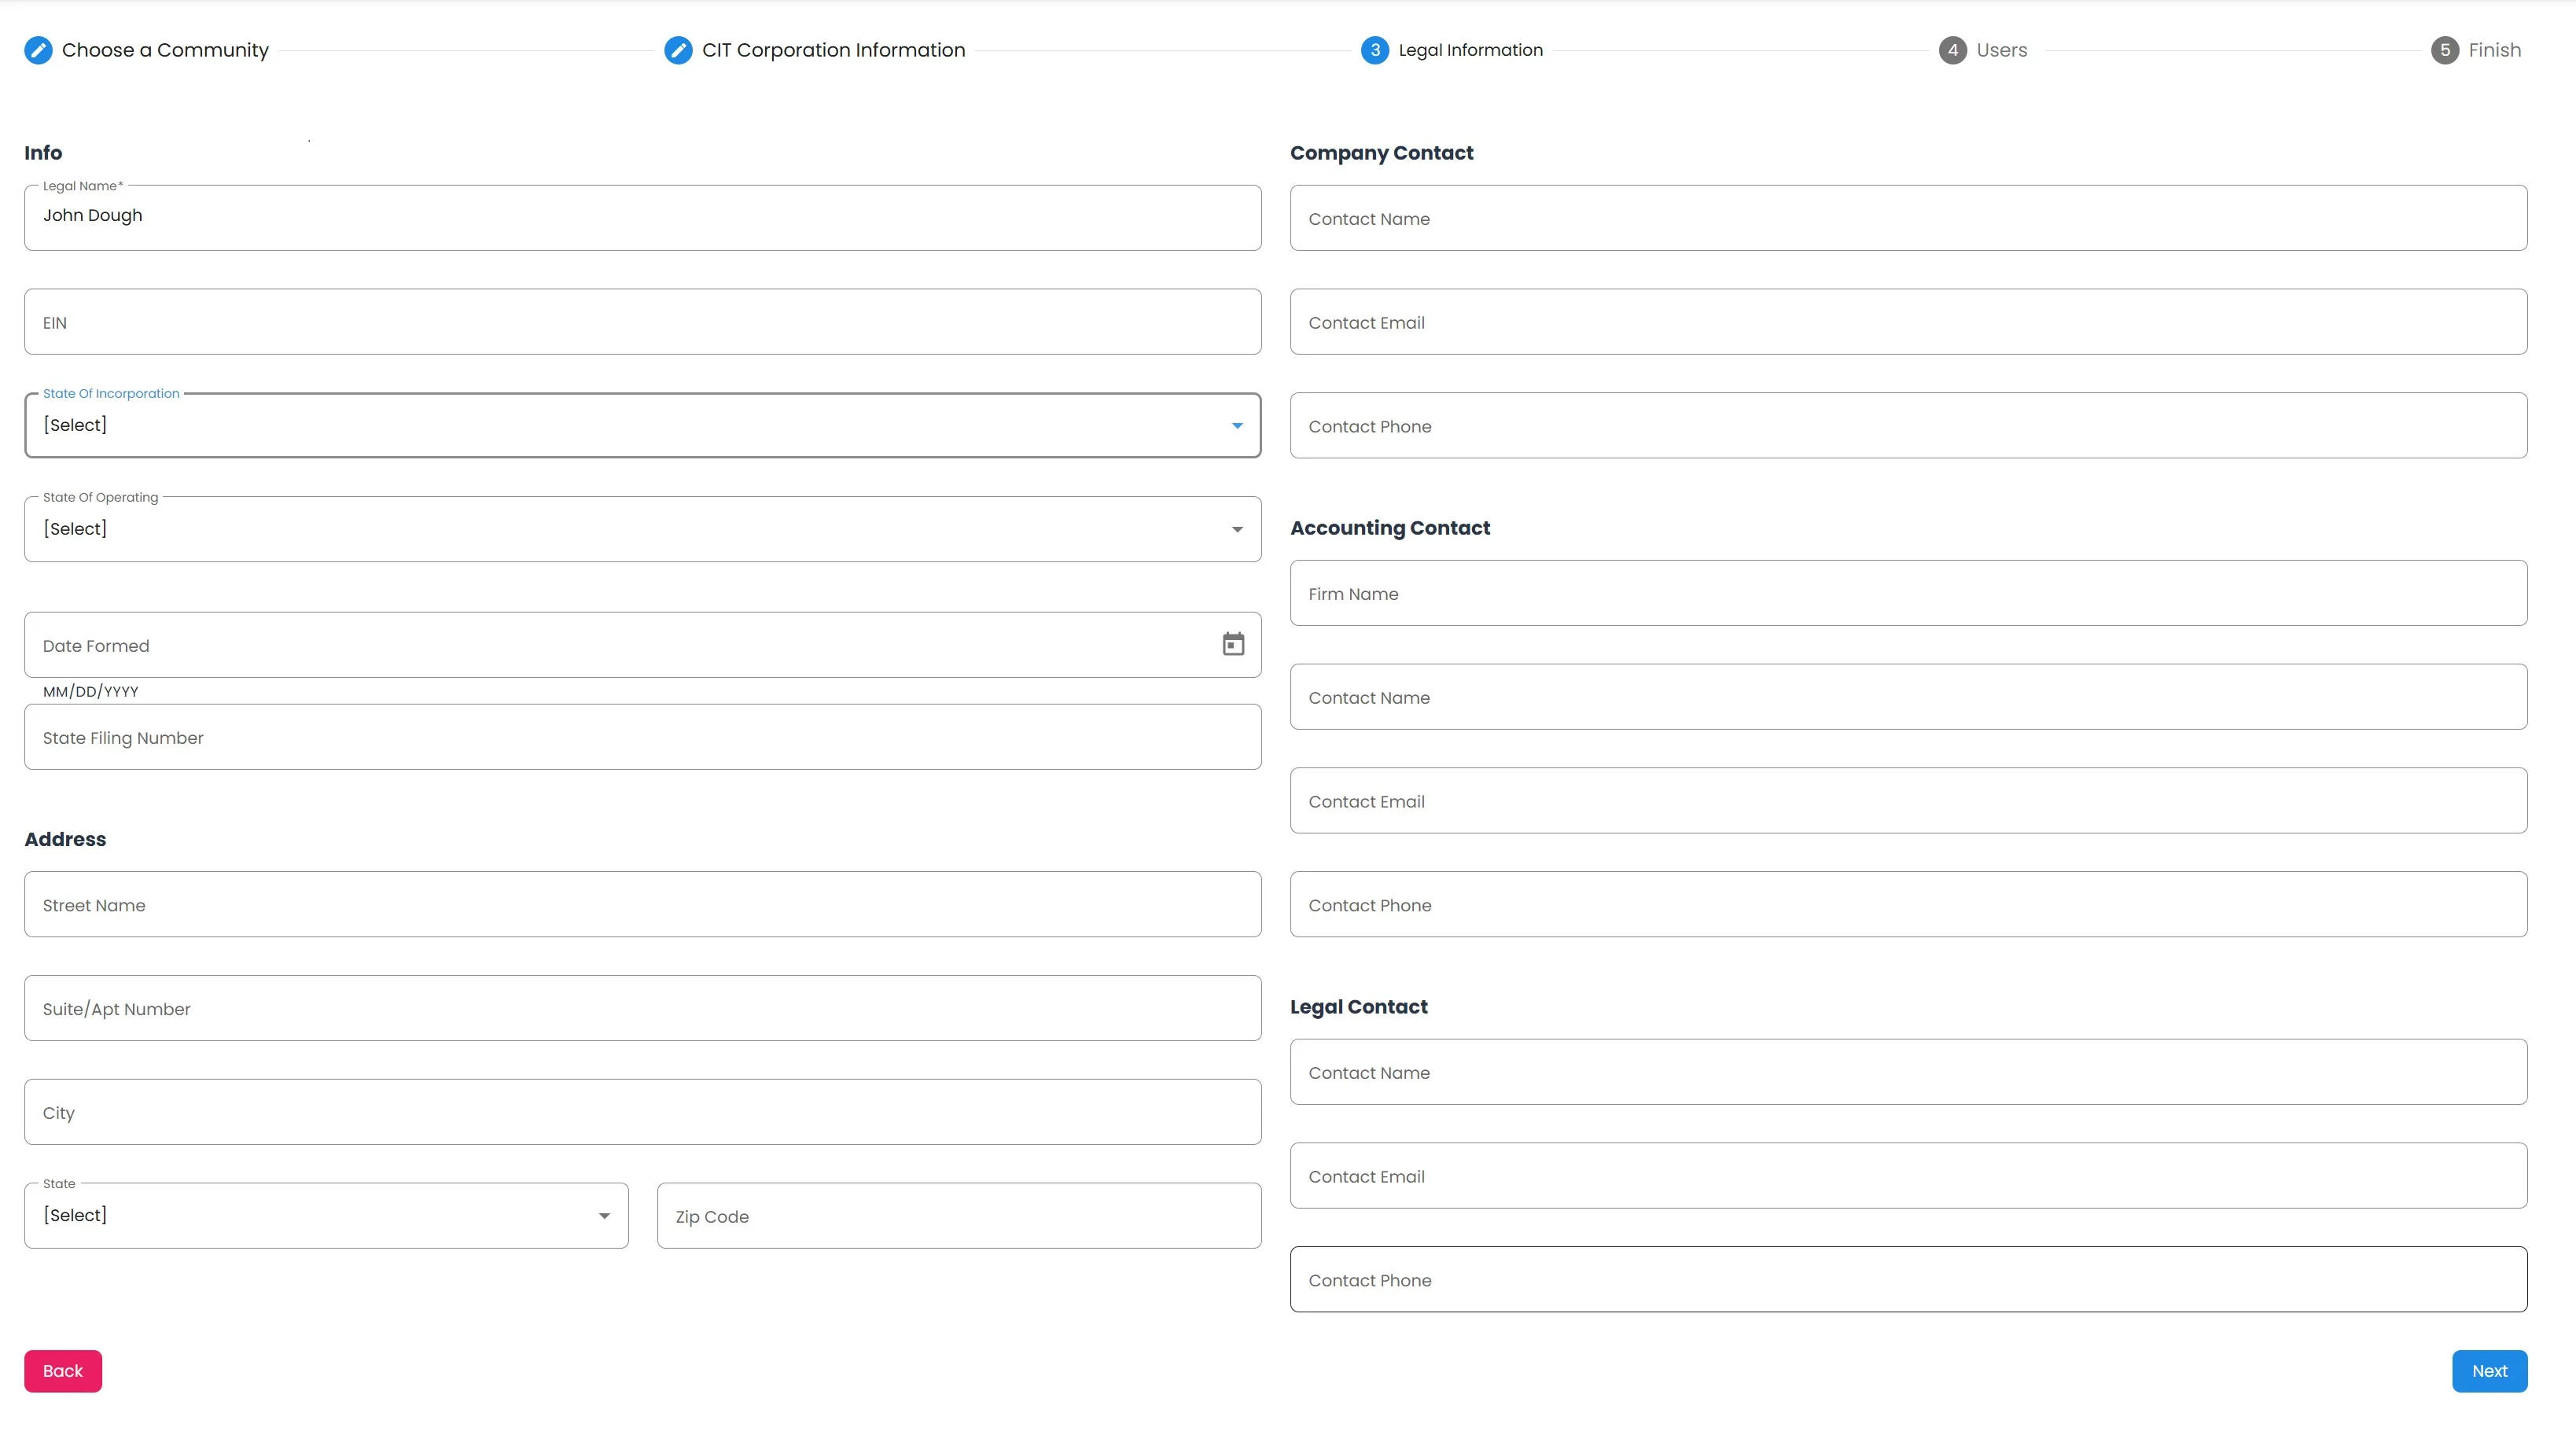 Choose a Community
CIT Corporation Information
3 Legal Information
4 Users
5 Finish
Info
Legal Name*
John Dough
EIN
State Of Incorporation
[Select]
State Of Operating
[Select]
Date Formed
MM/DD/YYYY
State Filing Number
Address
Street Name
Suite/Apt Number
City
State
[Select]
Zip Code
Company Contact
Contact Name
Contact Email
Contact Phone
Accounting Contact
Firm Name
Contact Name
Contact Email
Contact Phone
Legal Contact
Contact Name
Contact Email
Contact Phone
Back
Next